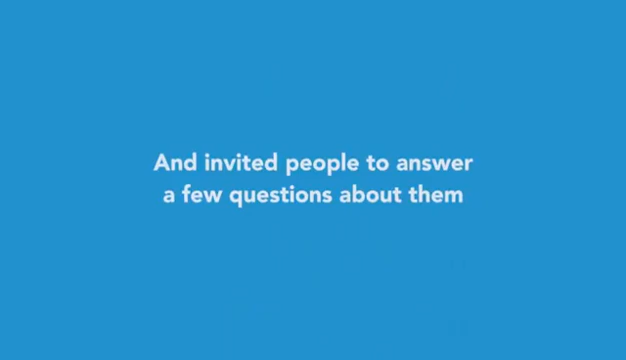 And invited people to answer
a few questions about them